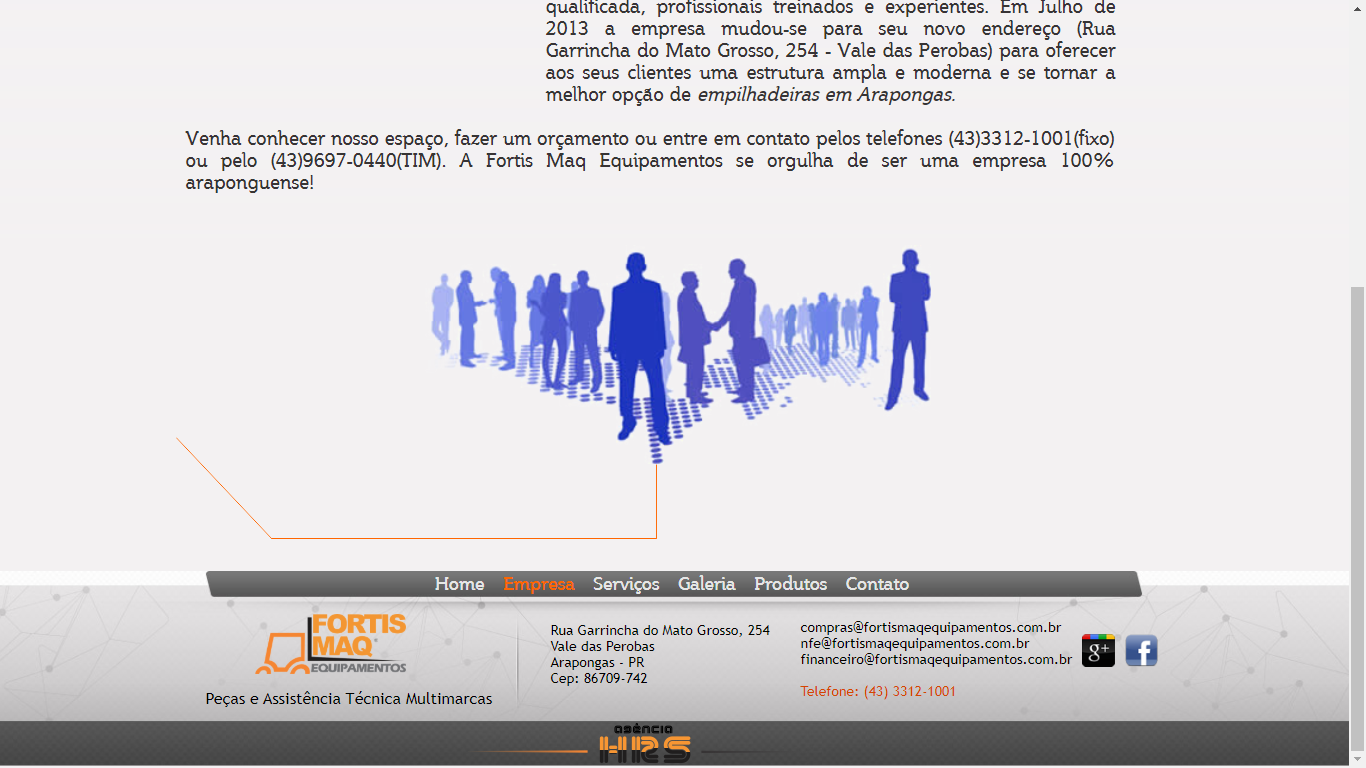 qualificada, profissionais treinados e experientes. Em Julho de
2013 a empresa mudou-se para seu novo endereço (Rua
Garrincha do Mato Grosso, 254 - Vale das Perobas) para oferecer
aos seus clientes uma estrutura ampla e moderna e se tornar a
melhor opção de empilhadeiras em Arapongas.
Venha conhecer nosso espaço, fazer um orçamento ou entre em contato pelos telefones (43)3312-1001(fixo)
ou pelo (43)9697-0440(TIM). A Fortis Maq Equipamentos se orgulha de ser uma empresa 100%
araponguense!
Home Empresa Serviços Galeria Produtos Contato
FORTIS
MAQ
EQUIPAMENTOS
Peças e Assistência Técnica Multimarcas
Rua Garrincha do Mato Grosso, 254
Vale das Perobas
Arapongas - PR
Cep: 86709-742
compras@fortismaqequipamentos.com.br
nfe@fortismaqequipamentos.com.br
financeiro@fortismaqequipamentos.com.br
Telefone: (43) 3312-1001
g+
f
agência
HRS